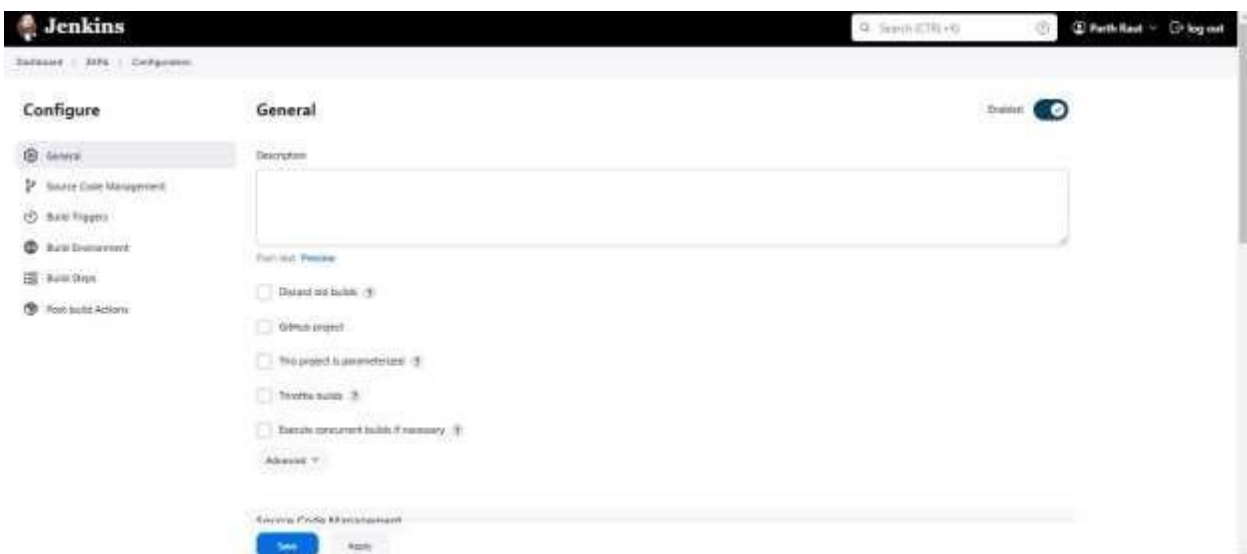 Jenkins
Search (CTRL+K)
Parth Raut
log out
Dashboard
Configuration
Configure
General
Source Code Management
Build Triggers
Build Environment
Build Steps
Post-build Actions
General
Enabled
Description
Plain text Preview
Discard old builds ?
GitHub project
This project is parameterized ?
Throttle builds ?
Execute concurrent builds if necessary ?
Advanced
Source Code Management
Save
Apply